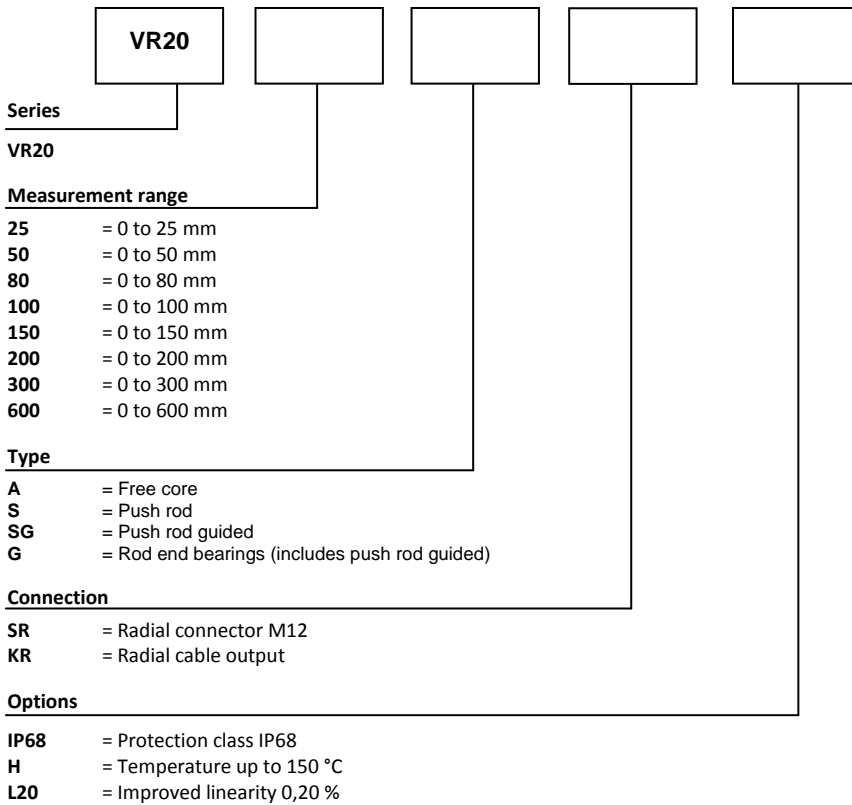 VR20
Series
VR20
Measurement range
25 = 0 to 25 mm
50 = 0 to 50 mm
80 = 0 to 80 mm
100 = 0 to 100 mm
150 = 0 to 150 mm
200 = 0 to 200 mm
300 = 0 to 300 mm
600 = 0 to 600 mm
Type
A = Free core
S = Push rod
SG = Push rod guided
G = Rod end bearings (includes push rod guided)
Connection
SR = Radial connector M12
KR = Radial cable output
Options
IP68 = Protection class IP68
H = Temperature up to 150 °C
L20 = Improved linearity 0,20 %